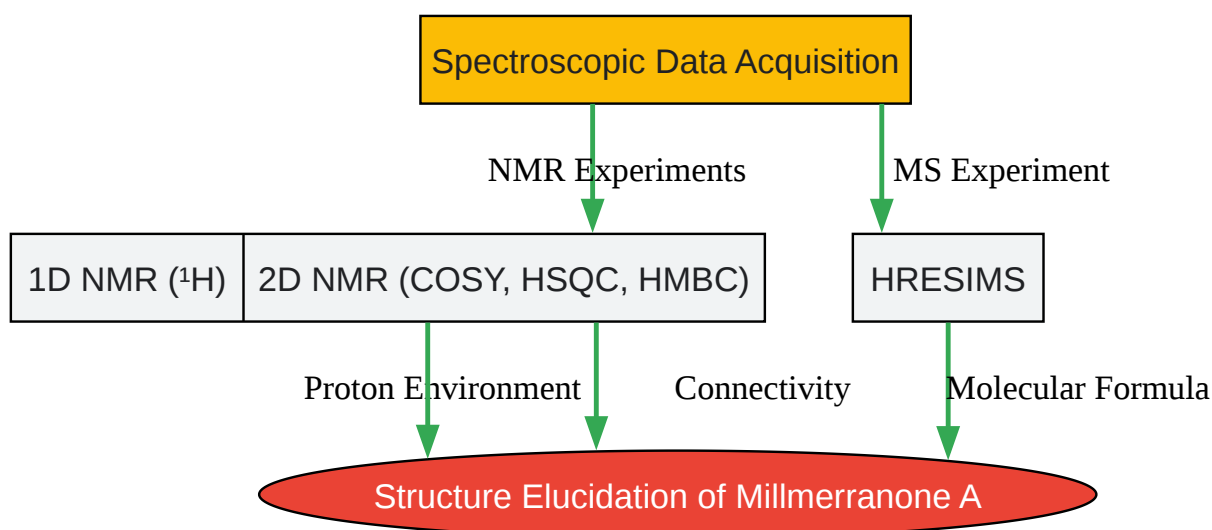 Spectroscopic Data Acquisition
NMR Experiments
MS Experiment
1D NMR (¹H)
2D NMR (COSY, HSQC, HMBC)
HRESIMS
Proton Environment
Connectivity
Molecular Formula
Structure Elucidation of Millmerranone A